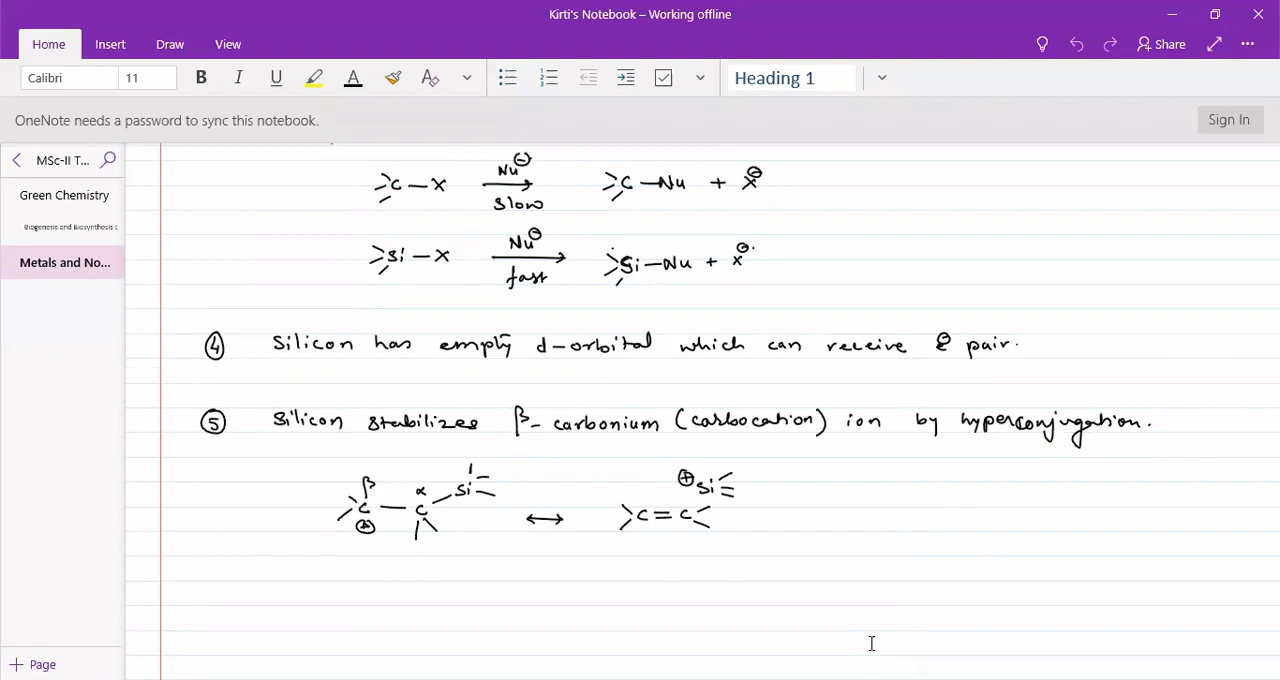 Kirti's Notebook – Working offline
Home Insert Draw View
Share
Calibri 11 B I U A A Heading 1
OneNote needs a password to sync this notebook.
Sign In
MSc-II T...
Green Chemistry
Biogenesis and Biosynthesis
Metals and No...
Page
C—X Nu⊖ slow C—Nu + X⊖
Si—X Nu⊖ fast Si—Nu + X⊖
④ Silicon has empty d-orbital which can receive e⊖ pair.
⑤ Silicon stabilizes β-carbonium (carbocation) ion by hyperconjugation.
β α Si ⊕ Si
C — C ↔ C = C
⊕